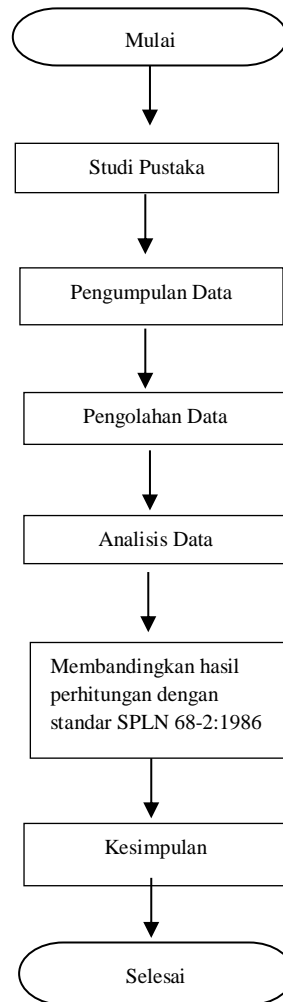 Mulai
Studi Pustaka
Pengumpulan Data
Pengolahan Data
Analisis Data
Membandingkan hasil
perhitungan dengan
standar SPLN 68-2:1986
Kesimpulan
Selesai